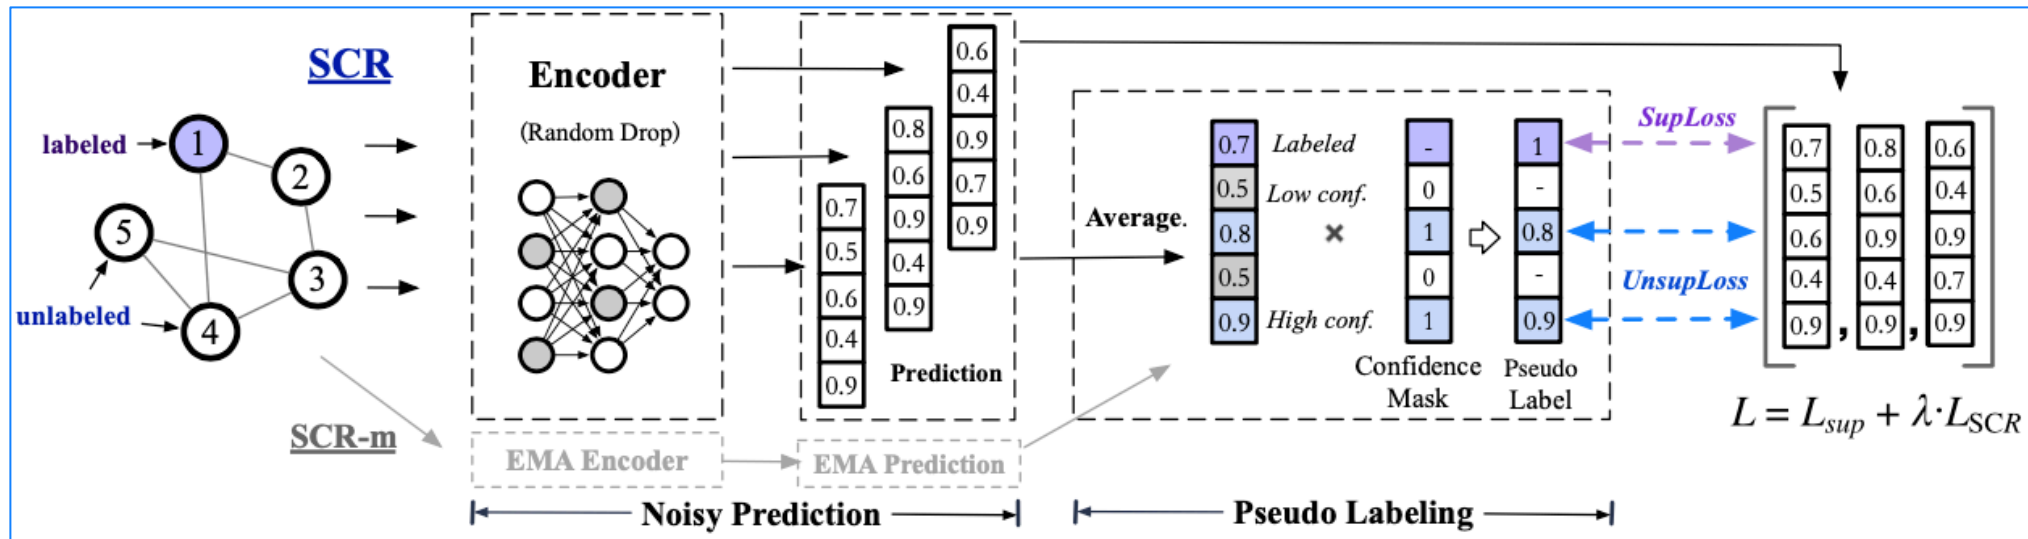 SCR
labeled
1
2
5
3
unlabeled
4
SCR-m
Encoder
(Random Drop)
EMA Encoder
0.7
0.5
0.6
0.4
0.9
0.8
0.6
0.9
0.4
0.9
0.6
0.4
0.9
0.7
0.9
Prediction
EMA Prediction
Noisy Prediction
Average.
0.7 Labeled - 1
0.5 Low conf. 0 -
0.8 × 1 0.8
0.5 0 -
0.9 High conf. 1 0.9
Confidence
Mask
Pseudo
Label
Pseudo Labeling
SupLoss
UnsupLoss
0.7 0.8 0.6
0.5 0.6 0.4
0.6 0.9 0.9
0.4 0.4 0.7
0.9 , 0.9 , 0.9
L = Lsup + λ·LSCR